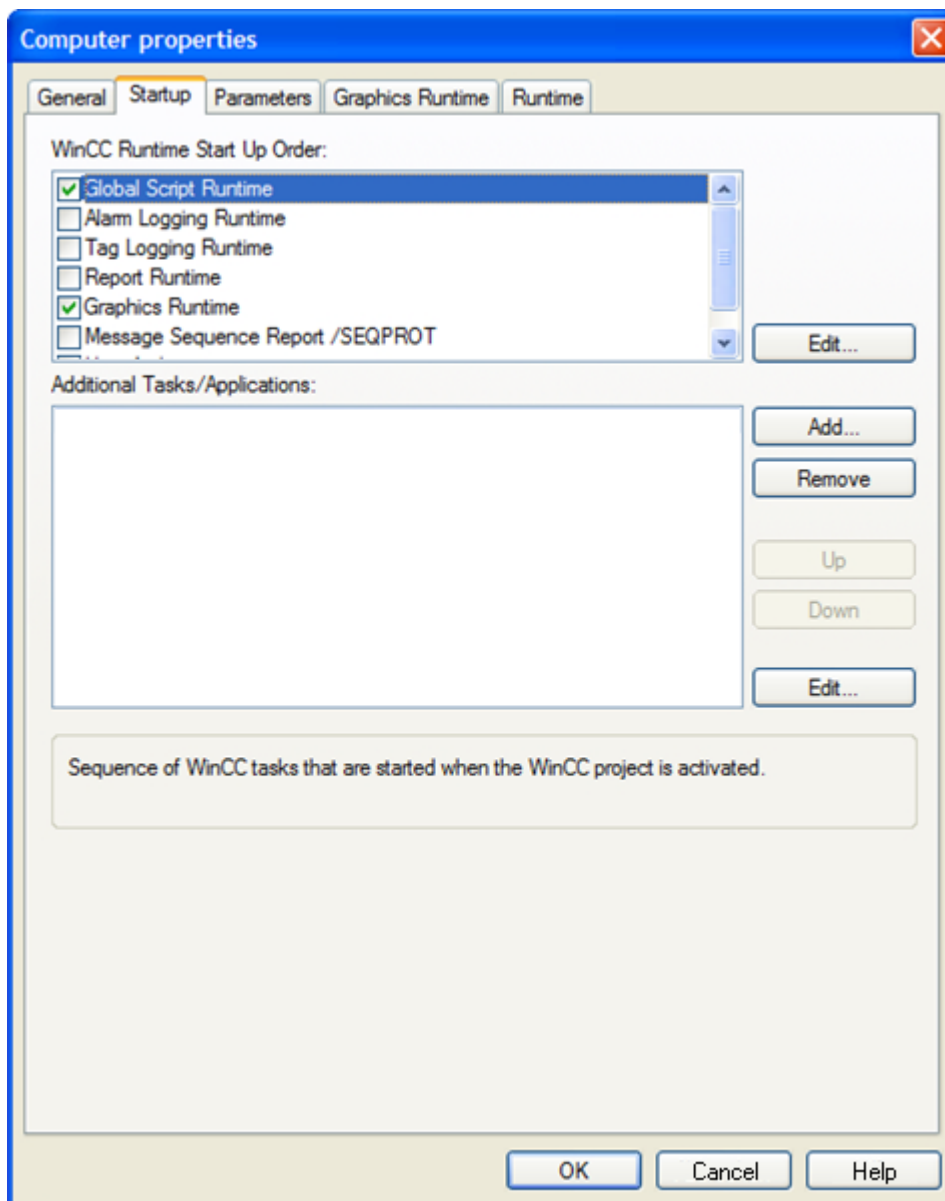 Computer properties
General Startup Parameters Graphics Runtime Runtime
WinCC Runtime Start Up Order:
Global Script Runtime
Alarm Logging Runtime
Tag Logging Runtime
Report Runtime
Graphics Runtime
Message Sequence Report /SEQPROT
Edit...
Additional Tasks/Applications:
Add...
Remove
Up
Down
Edit...
Sequence of WinCC tasks that are started when the WinCC project is activated.
OK Cancel Help